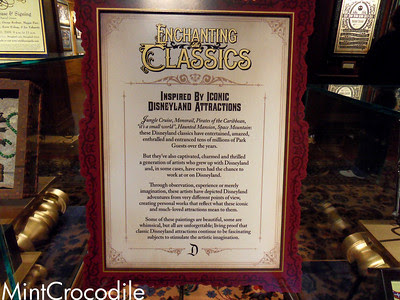 ue & Signing
Enchanting
Classics
Inspired By Iconic
Disneyland Attractions
Jungle Cruise, Monorail, Pirates of the Caribbean,
"it's a small world", Haunted Mansion, Space Mountain:
these Disneyland classics have entertained, amazed,
enthralled and entranced tens of millions of Park
Guests over the years.
But they've also captivated, charmed and thrilled
a generation of artists who grew up with Disneyland
and, in some cases, have even had the chance to
work at or on Disneyland.
Through observation, experience or merely
imagination, these artists have depicted Disneyland
adventures from very different points of view,
creating personal works that reflect what these iconic
and much-loved attractions mean to them.
Some of these paintings are beautiful, some are
whimsical, but all are unforgettable; living proof that
classic Disneyland attractions continue to be fascinating
subjects to stimulate the artistic imagination.
D
MintCrocodile